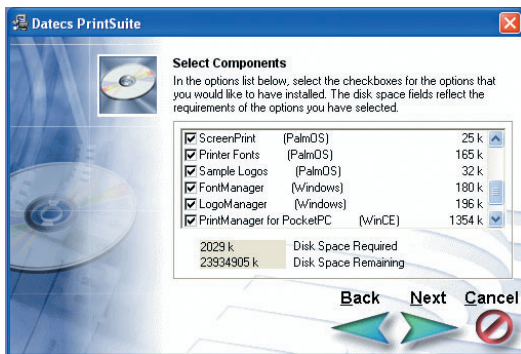 Datecs PrintSuite
Select Components
In the options list below, select the checkboxes for the options that
you would like to have installed. The disk space fields reflect the
requirements of the options you have selected.
ScreenPrint (PalmOS) 25 k
Printer Fonts (PalmOS) 165 k
Sample Logos (PalmOS) 32 k
FontManager (Windows) 180 k
LogoManager (Windows) 196 k
PrintManager for PocketPC (WinCE) 1354 k
2029 k Disk Space Required
23934905 k Disk Space Remaining
Back Next Cancel